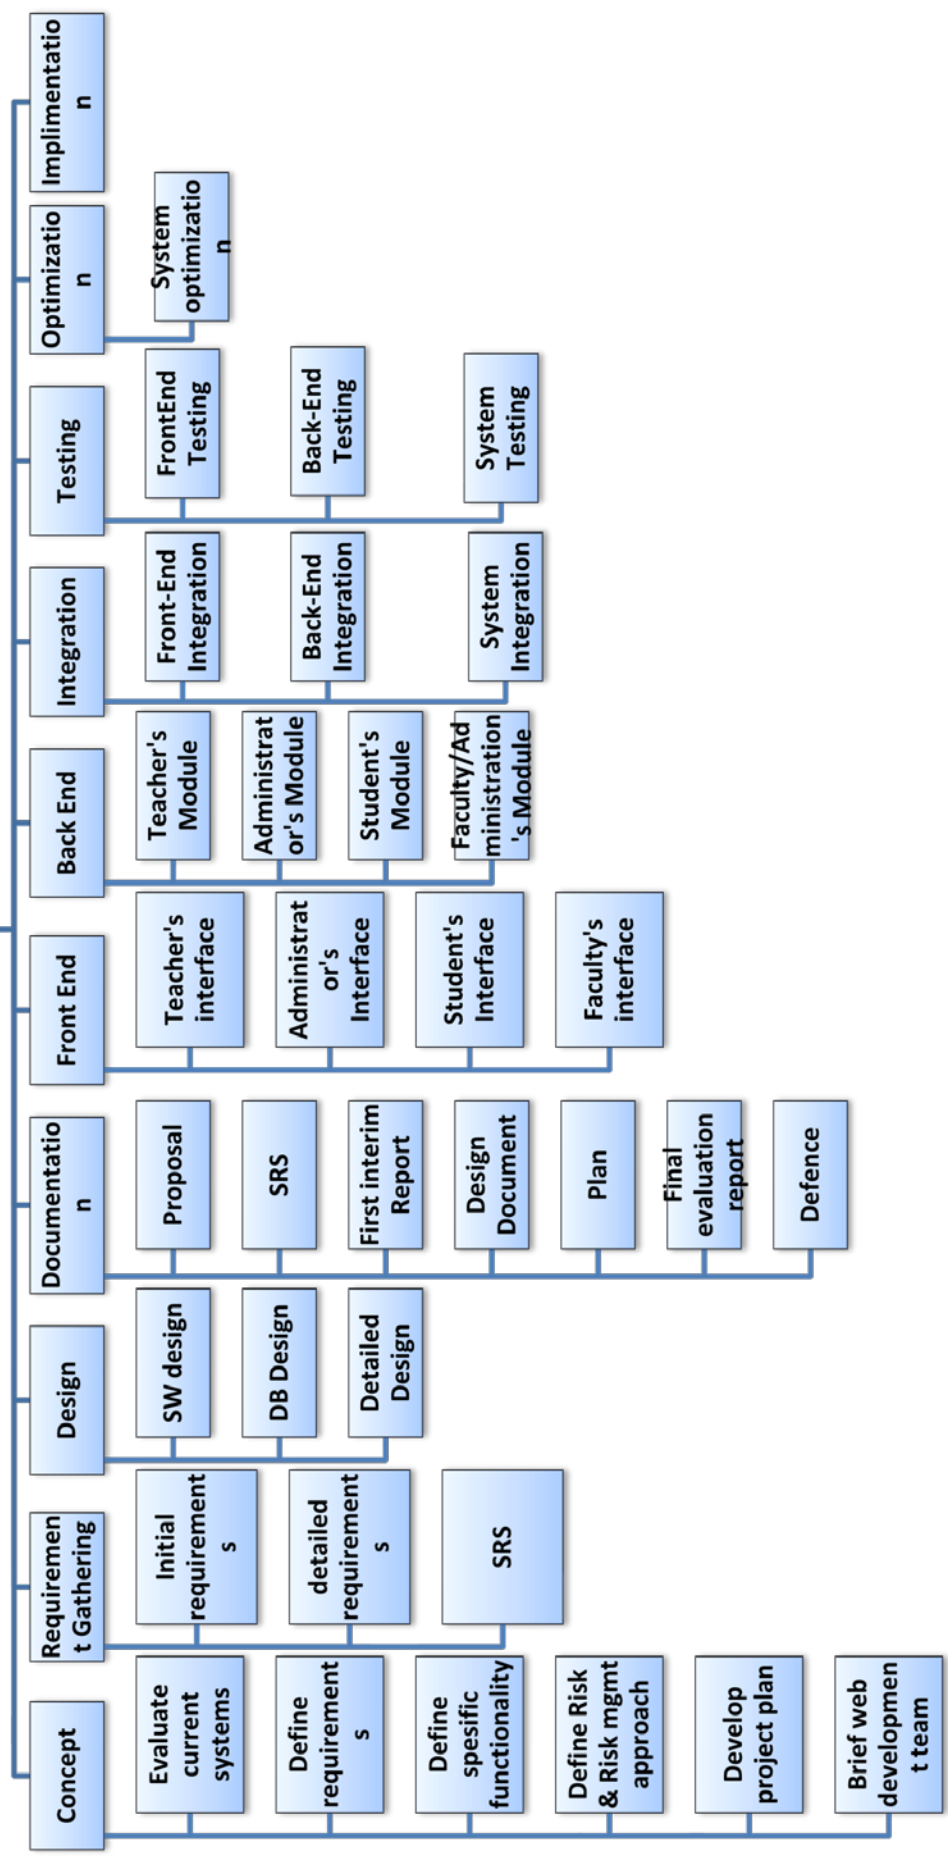 Concept
Evaluate
current
systems
Define
requirement
s
Define
spesific
functionality
Define Risk
& Risk mgmt
approach
Develop
project plan
Brief web
developmen
t team
Requiremen
t Gathering
Initial
requirement
s
detailed
requirement
s
SRS
Design
SW design
DB Design
Detailed
Design
Documentatio
n
Proposal
SRS
First interim
Report
Design
Document
Plan
Final
evaluation
report
Defence
Front End
Teacher's
interface
Administrat
or's
Interface
Student's
Interface
Faculty's
interface
Back End
Teacher's
Module
Administrat
or's Module
Student's
Module
Faculty/Ad
ministration
's Module
Integration
Front-End
Integration
Back-End
Integration
System
Integration
Testing
FrontEnd
Testing
Back-End
Testing
System
Testing
Optimizatio
n
System
optimizatio
n
Implimentatio
n